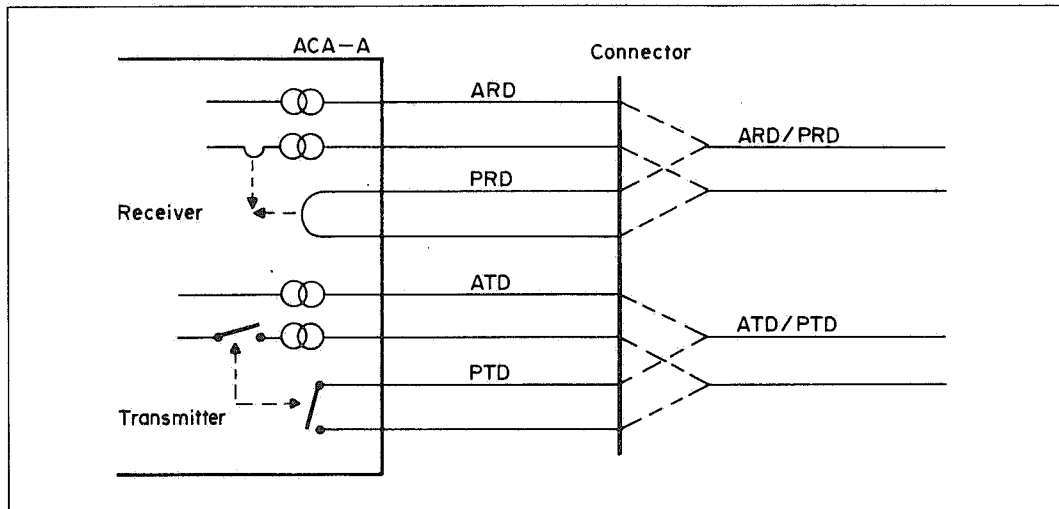 ACA-A
Connector
ARD
ARD/PRD
PRD
Receiver
ATD
ATD/PTD
PTD
Transmitter